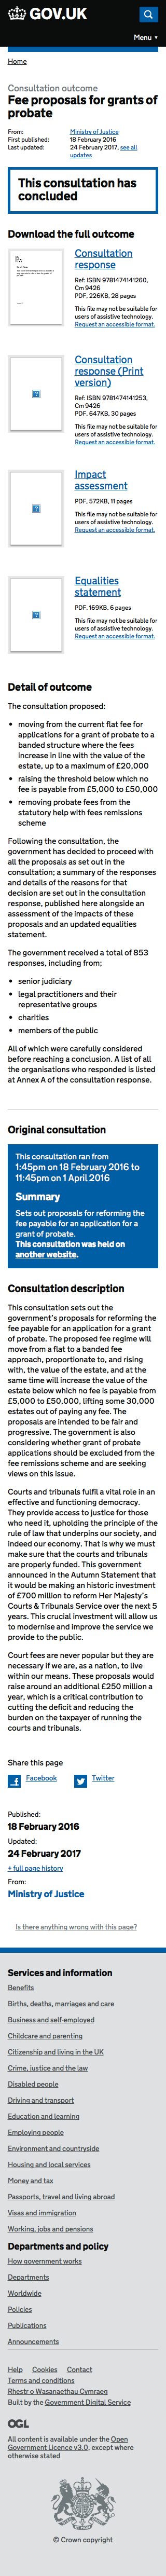 GOV.UK
Menu ▼
Home
Consultation outcome
Fee proposals for grants of
probate
From: Ministry of Justice
First published: 18 February 2016
Last updated: 24 February 2017, see all
updates
This consultation has
concluded
Download the full outcome
Consultation
response
Ref: ISBN 9781474141260,
Cm 9426
PDF, 226KB, 28 pages
This file may not be suitable for
users of assistive technology.
Request an accessible format.
Consultation
response (Print
version)
Ref: ISBN 9781474141253,
Cm 9426
PDF, 647KB, 30 pages
This file may not be suitable for
users of assistive technology.
Request an accessible format.
Impact
assessment
PDF, 572KB, 11 pages
This file may not be suitable for
users of assistive technology.
Request an accessible format.
Equalities
statement
PDF, 169KB, 6 pages
This file may not be suitable for
users of assistive technology.
Request an accessible format.
Detail of outcome
The consultation proposed:
• moving from the current flat fee for
applications for a grant of probate to a
banded structure where the fees
increase in line with the value of the
estate, up to a maximum of £20,000
• raising the threshold below which no
fee is payable from £5,000 to £50,000
• removing probate fees from the
statutory help with fees remissions
scheme
Following the consultation, the
government has decided to proceed with
all the proposals as set out in the
consultation; a summary of the responses
and details of the reasons for that
decision are set out in the consultation
response, published here alongside our
assessment of the impacts of these
proposals and an updated equalities
statement.
The government received a total of 853
responses, including from;
• senior judiciary
• legal practitioners and their
representative groups
• charities
• members of the public
All of which were carefully considered
before reaching a conclusion. A list of all
the organisations who responded is listed
at Annex A of the consultation response.
Original consultation
This consultation ran from
1:45pm on 18 February 2016 to
11:45pm on 1 April 2016
Summary
Sets out proposals for reforming the
fee payable for an application for a
grant of probate.
This consultation was held on
another website.
Consultation description
This consultation sets out the
government's proposals for reforming the
fee payable for an application for a grant
of probate. The proposed fee regime will
move from a flat to a banded fee
approach, proportionate to, and rising
with, the value of the estate, with the
estate value below which no fee is payable from
£5,000 to £50,000, lifting some 30,000
estates out of paying any fee. The
proposals are therefore progressive. The
government is also
considering whether grant of probate
applications should be excluded from the
fee remissions scheme and are seeking
views on this issue.
Courts and tribunals fulfil a vital role in an
effective and functioning democracy.
They provide access to justice for those
who need it, upholding the principle of the
rule of law that underpins our society, and
indeed our economy. That is why we must
make sure that the courts and tribunals
are properly funded. This government
announced in the Autumn Statement that
it would be making a historic investment
of £700 million to reform Her Majesty's
Courts & Tribunals Service over the next 5
years. This investment will allow us to
modernise and improve the service we
provide to the public.
Court fees are never popular but they are
necessary if we are, as a nation, to live
within our means. These proposals would
raise around an additional £250 million a
year, which is a critical contribution to
cutting the deficit and reducing the
burden on the taxpayer of running the
courts and tribunals.
Share this page
Facebook Twitter
Published:
18 February 2016
Updated:
24 February 2017
+ full page history
From:
Ministry of Justice
Is there anything wrong with this page?
Services and information
Benefits
Births, deaths, marriages and care
Business and self-employed
Childcare and parenting
Citizenship and living in the UK
Crime, justice and the law
Disabled people
Driving and transport
Education and learning
Employing people
Environment and countryside
Housing and local services
Money and tax
Passports, travel and living abroad
Visas and immigration
Working, jobs and pensions
Departments and policy
How government works
Departments
Worldwide
Policies
Publications
Announcements
Help Cookies Contact
Terms and conditions
Rhestr o Wasanaethau Cymraeg
Built by the Government Digital Service
OGL
All content is available under the Open
Government Licence v3.0, except where
otherwise stated
© Crown copyright